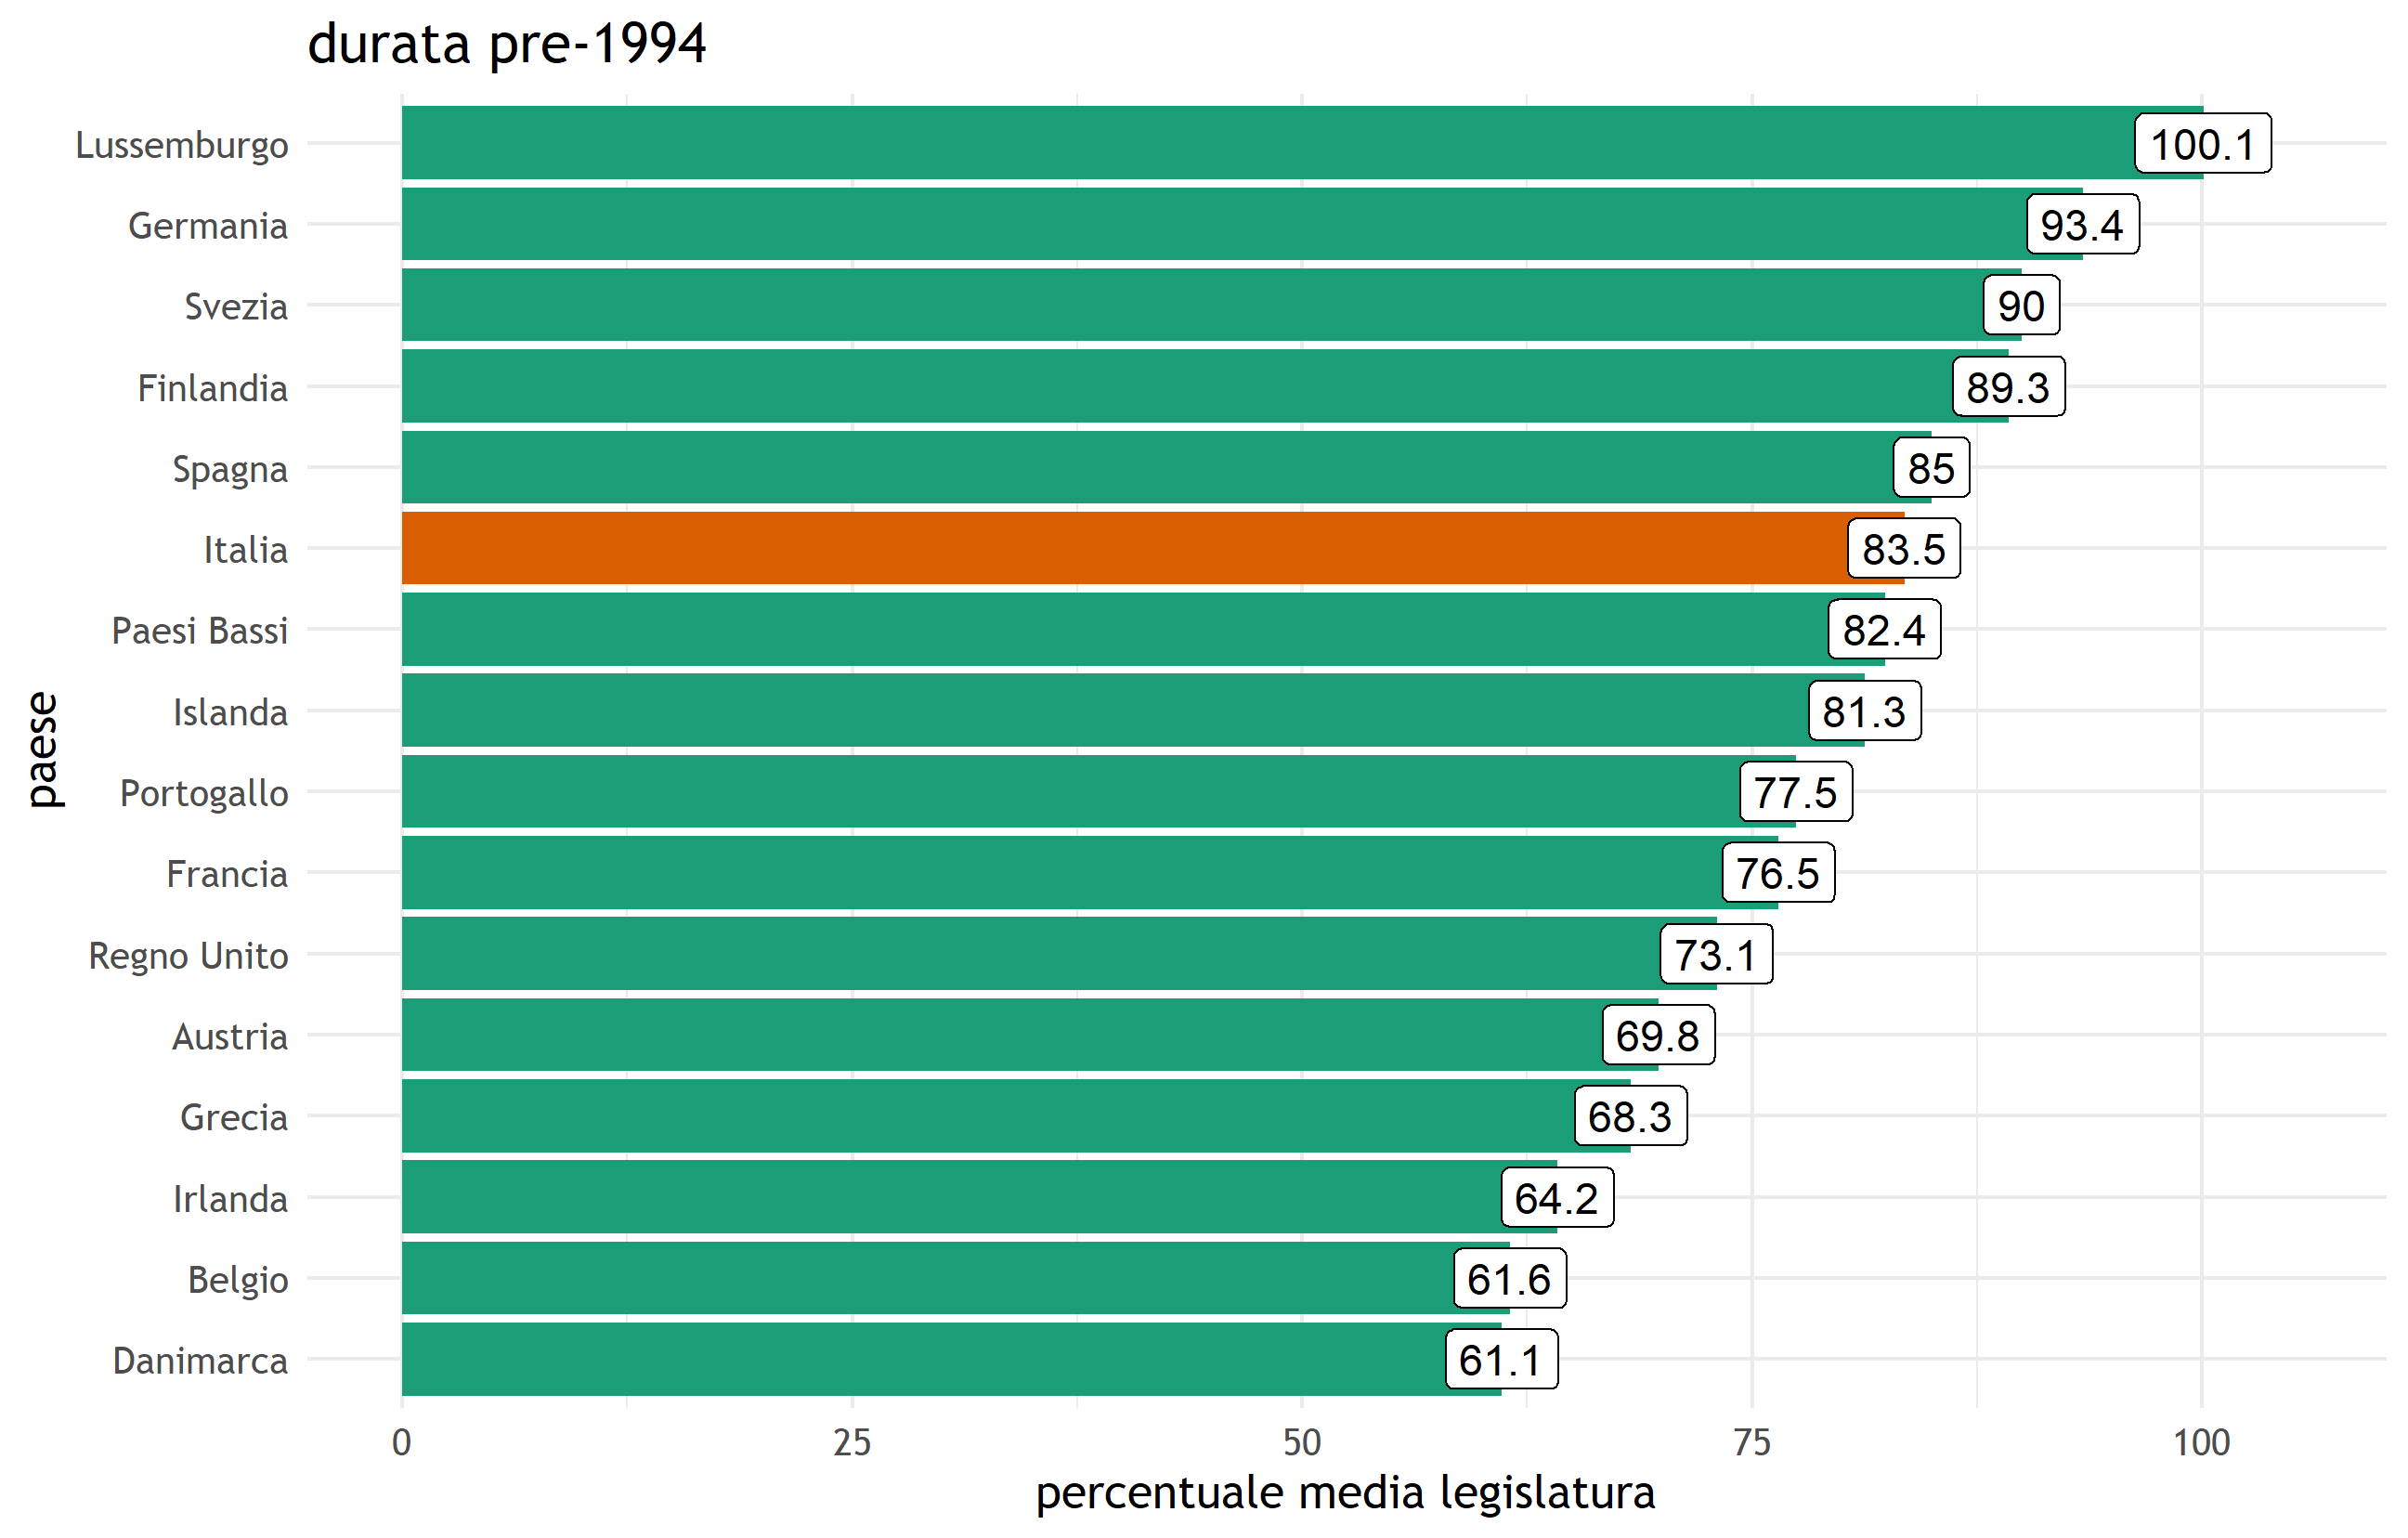 durata pre-1994
Lussemburgo 100.1
Germania 93.4
Svezia 90
Finlandia 89.3
Spagna 85
Italia 83.5
Paesi Bassi 82.4
Islanda 81.3
Portogallo 77.5
Francia 76.5
Regno Unito 73.1
Austria 69.8
Grecia 68.3
Irlanda 64.2
Belgio 61.6
Danimarca 61.1
paese
0 25 50 75 100
percentuale media legislatura